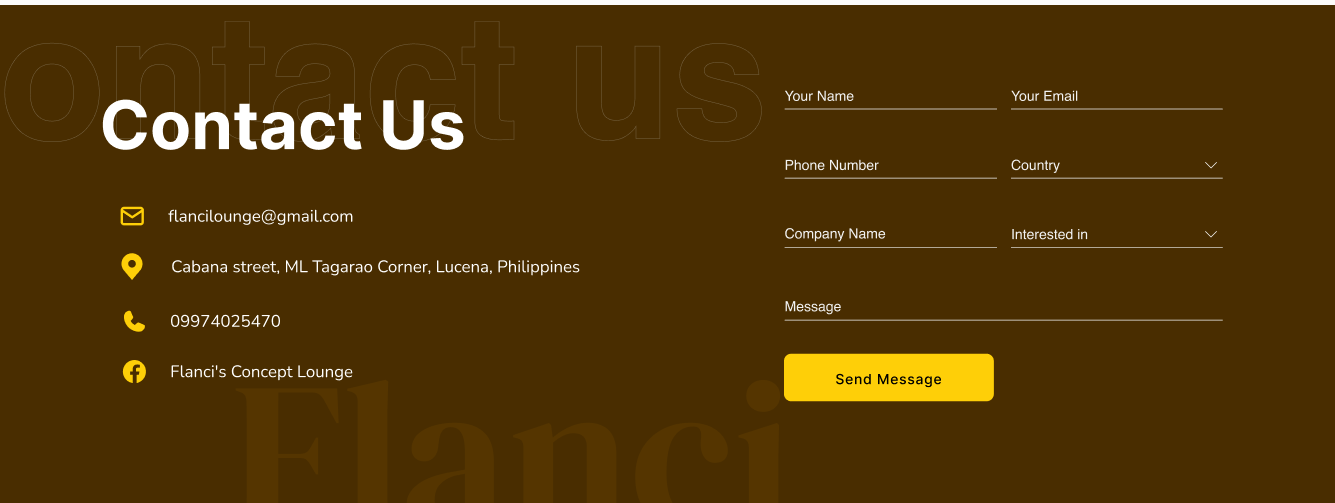 ontact us
Contact Us
flancilounge@gmail.com
Cabana street, ML Tagarao Corner, Lucena, Philippines
09974025470
Flanci's Concept Lounge
Flanci
Your Name
Your Email
Phone Number
Country
Company Name
Interested in
Message
Send Message